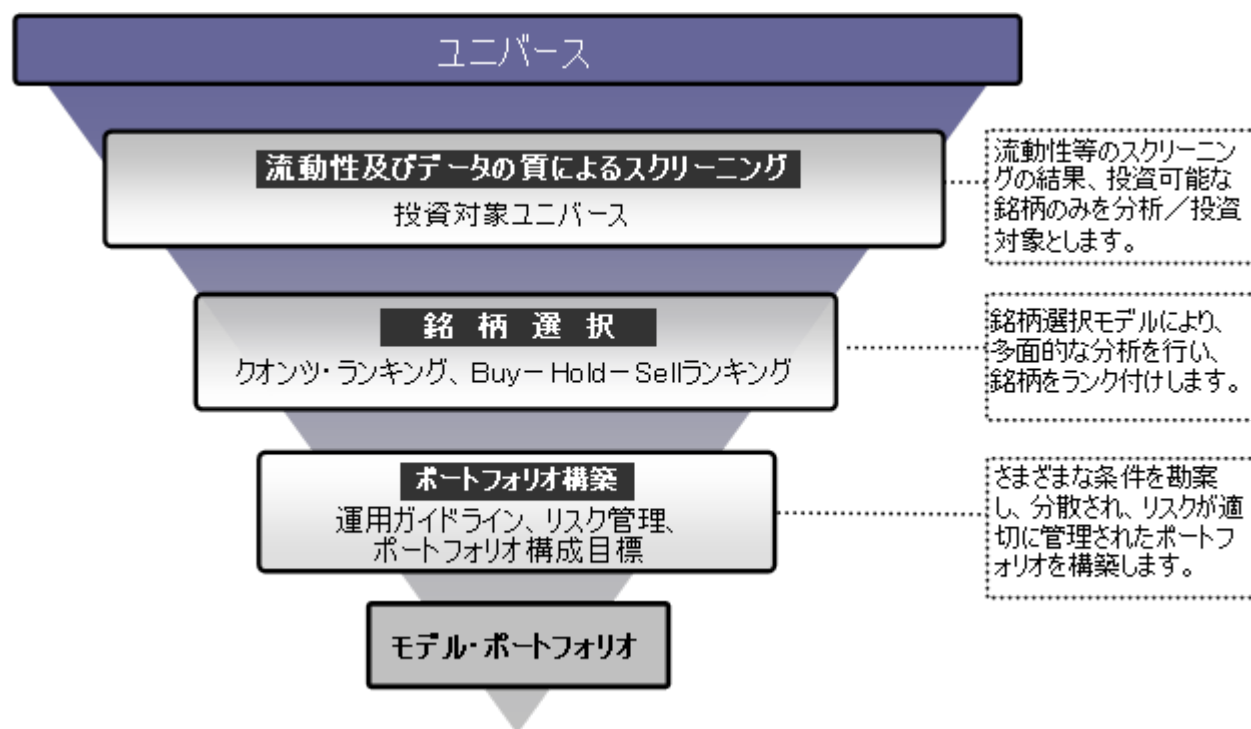 ユニバース
流動性及びデータの質によるスクリーニング
投資対象ユニバース
流動性等のスクリーニン
グの結果、投資可能な
銘柄のみを分析／投資
対象とします。
銘柄選択
クオンツ・ランキング、Buy－Hold－Sellランキング
銘柄選択モデルにより、
多面的な分析を行い、
銘柄をランク付けします。
ポートフォリオ構築
運用ガイドライン、リスク管理、
ポートフォリオ構成目標
さまざまな条件を勘案
し、分散され、リスクが適
切に管理されたポートフ
ォリオを構築します。
モデル・ポートフォリオ